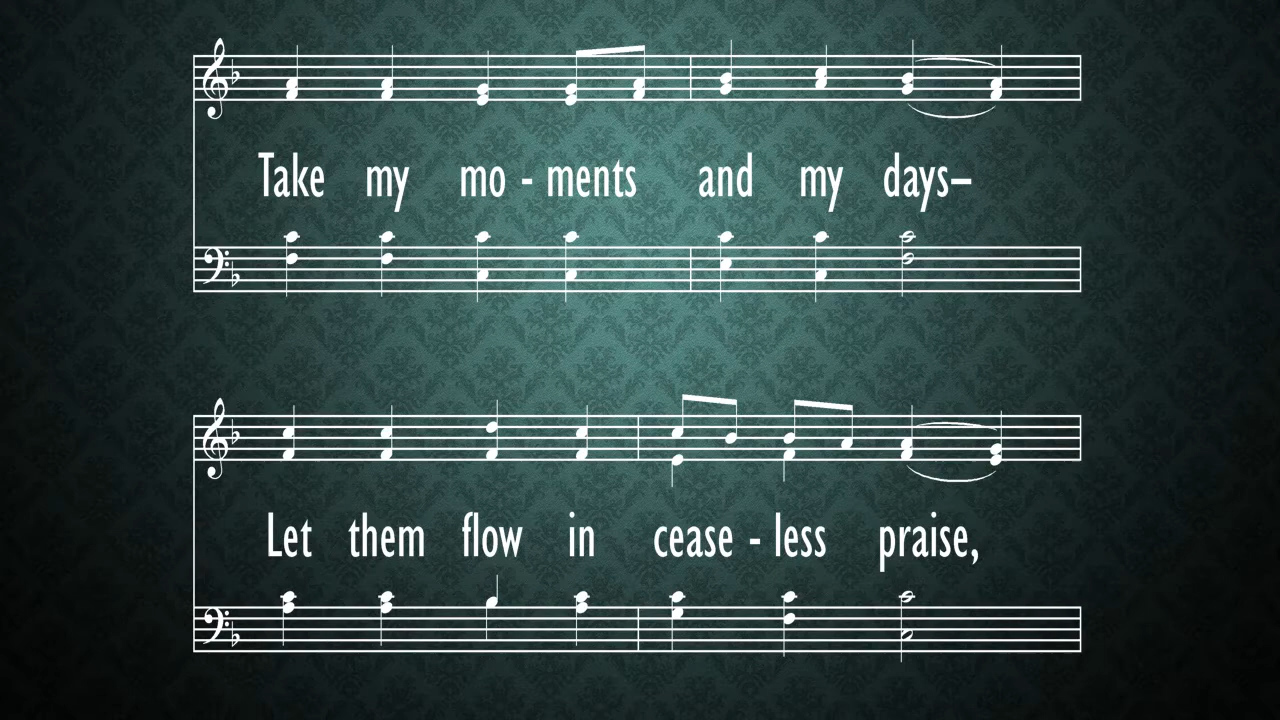 Take my mo - ments and my days–
Let them flow in cease - less praise,